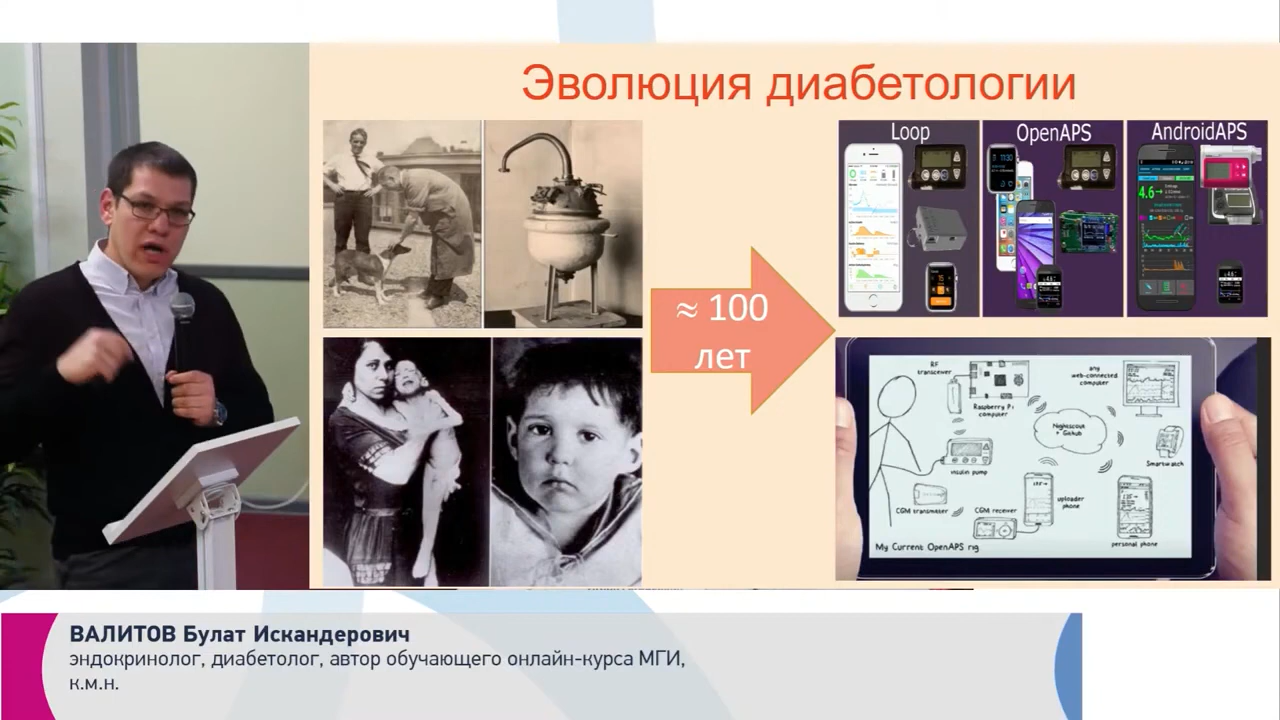 Эволюция диабетологии
≈ 100
лет
Loop
OpenAPS
AndroidAPS
4.6
RF
transceiver
Raspberry Pi
computer
any
web-connected
computer
Nightscout
+ Github
insulin pump
Smartwatch
CGM transmitter
CGM receiver
uploader
phone
personal phone
My Current OpenAPS rig
ВАЛИТОВ Булат Искандерович
эндокринолог, диабетолог, автор обучающего онлайн-курса МГИ,
к.м.н.